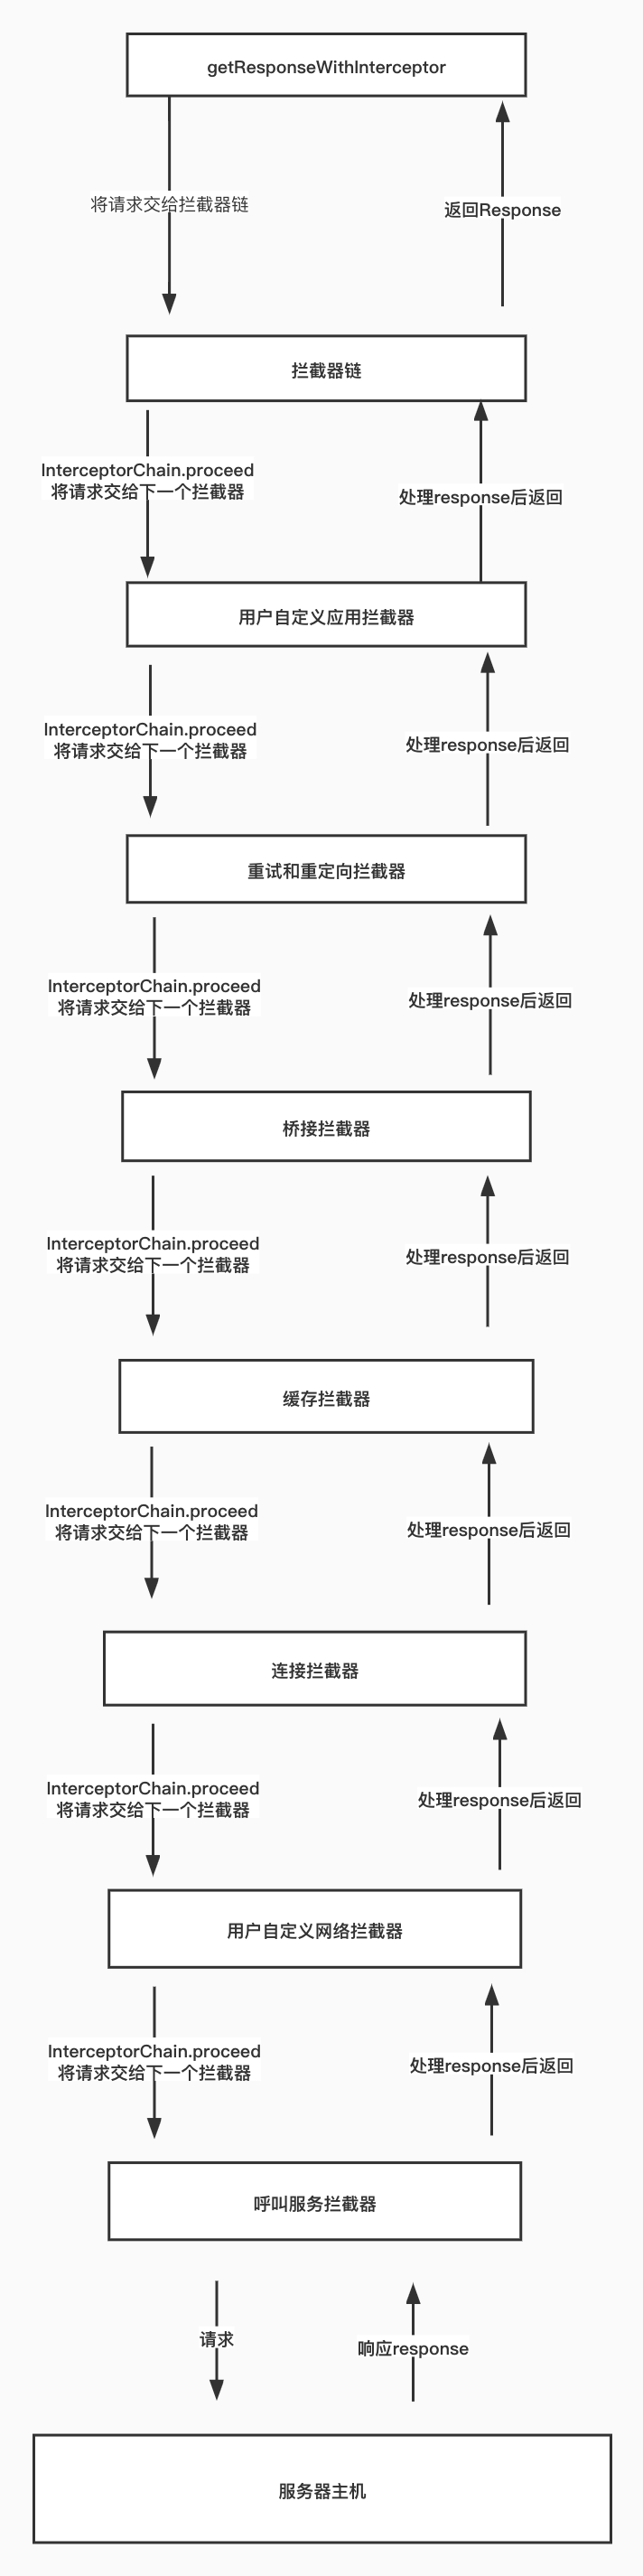 getResponseWithInterceptor
将请求交给拦截器链
返回Response
拦截器链
InterceptorChain.proceed
将请求交给下一个拦截器
处理response后返回
用户自定义应用拦截器
InterceptorChain.proceed
将请求交给下一个拦截器
处理response后返回
重试和重定向拦截器
InterceptorChain.proceed
将请求交给下一个拦截器
处理response后返回
桥接拦截器
InterceptorChain.proceed
将请求交给下一个拦截器
处理response后返回
缓存拦截器
InterceptorChain.proceed
将请求交给下一个拦截器
处理response后返回
连接拦截器
InterceptorChain.proceed
将请求交给下一个拦截器
处理response后返回
用户自定义网络拦截器
InterceptorChain.proceed
将请求交给下一个拦截器
处理response后返回
呼叫服务拦截器
请求
响应response
服务器主机